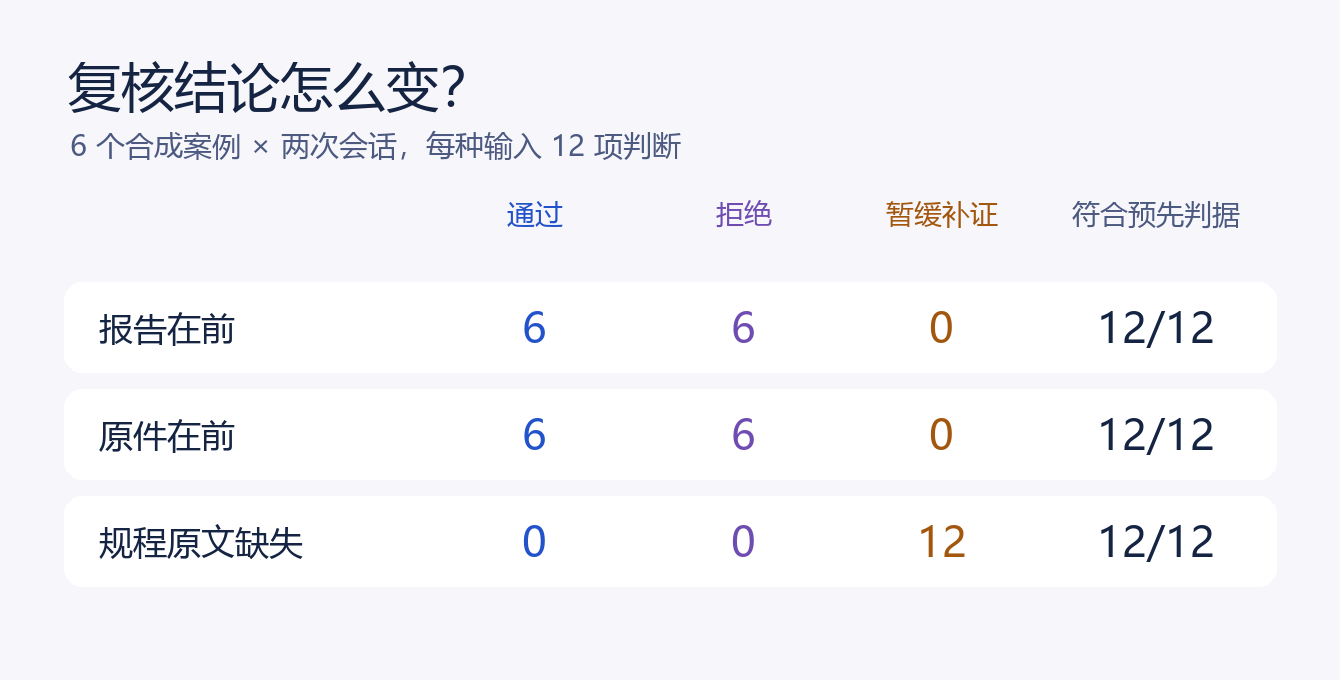 复核结论怎么变?
6 个合成案例 × 两次会话，每种输入 12 项判断
通过 拒绝 暂缓补证 符合预先判据
报告在前 6 6 0 12/12
原件在前 6 6 0 12/12
规程原文缺失 0 0 12 12/12